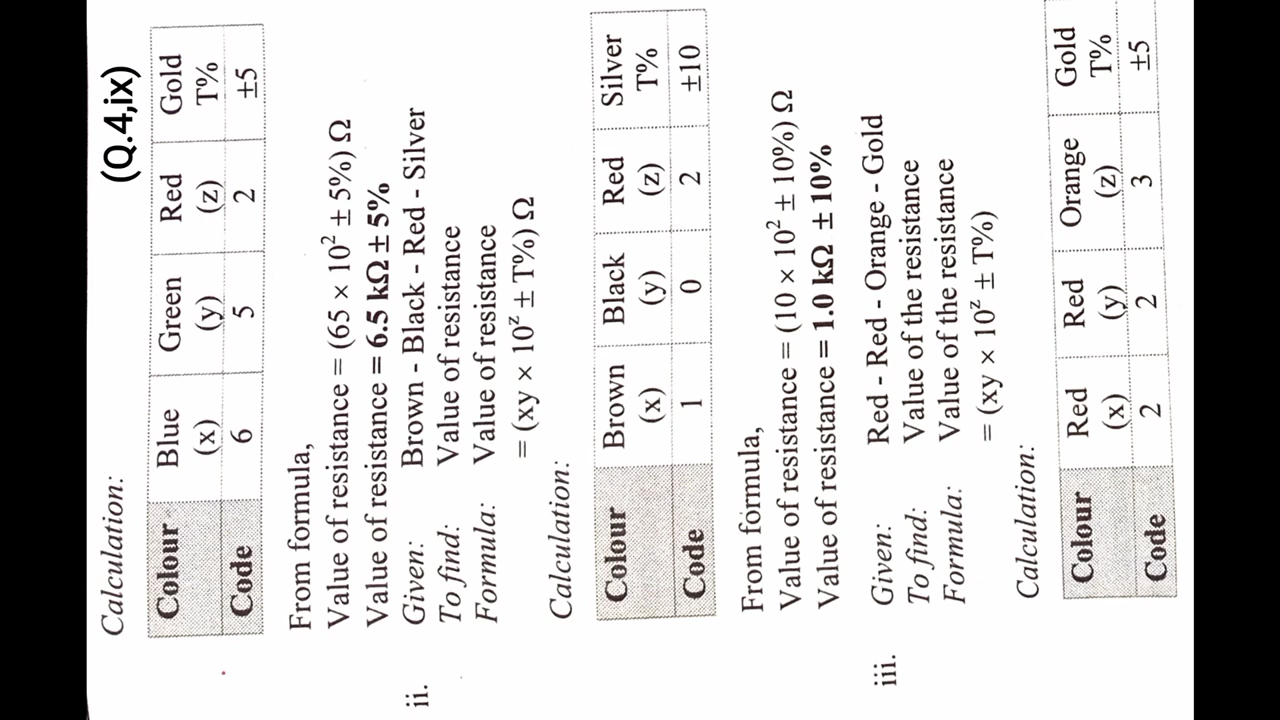 (Q.4,ix)
Calculation:
Colour Blue Green Red Gold
(x) (y) (z) T%
Code 6 5 2 ±5
From formula,
Value of resistance = (65 × 10² ± 5%) Ω
Value of resistance = 6.5 kΩ ± 5%
ii. Given: Brown - Black - Red - Silver
To find: Value of resistance
Formula: Value of resistance
= (xy × 10ᶻ ± T%) Ω
Calculation:
Colour Brown Black Red Silver
(x) (y) (z) T%
Code 1 0 2 ±10
From formula,
Value of resistance = (10 × 10² ± 10%) Ω
Value of resistance = 1.0 kΩ ± 10%
iii. Given: Red - Red - Orange - Gold
To find: Value of the resistance
Formula: Value of the resistance
= (xy × 10ᶻ ± T%)
Calculation:
Colour Red Red Orange Gold
(x) (y) (z) T%
Code 2 2 3 ±5